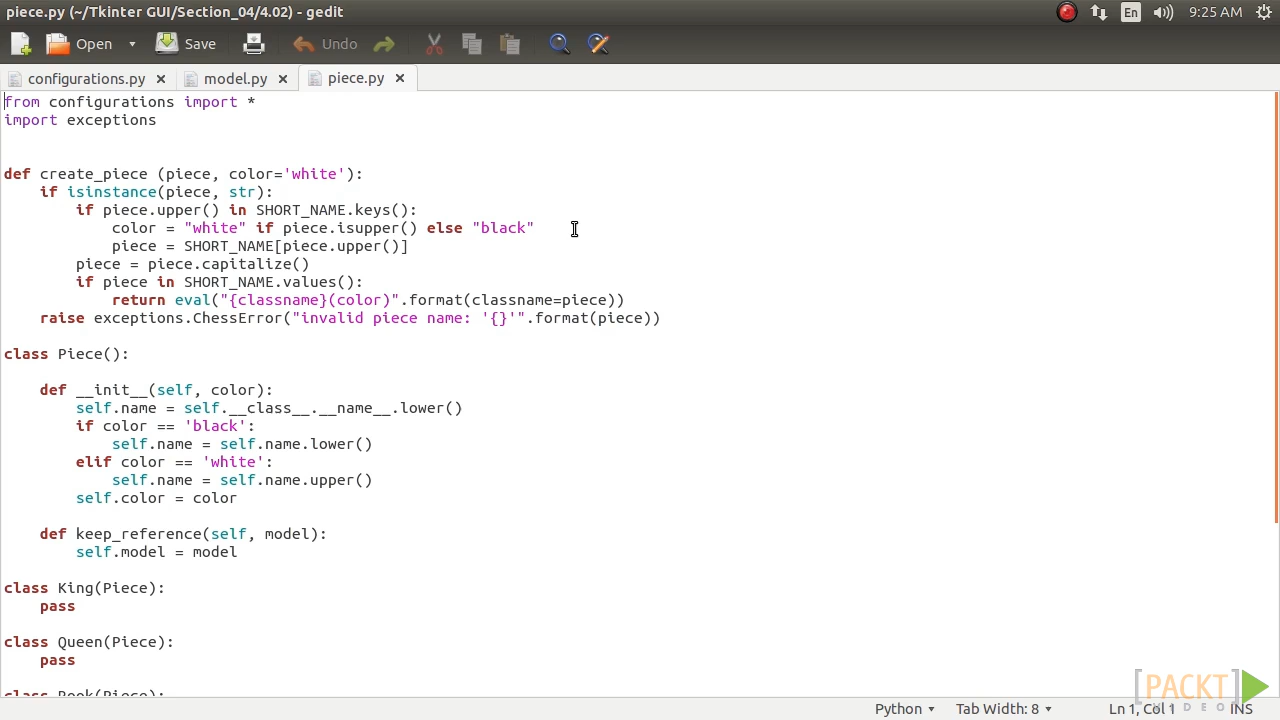 piece.py (~/Tkinter GUI/Section_04/4.02) - gedit
En
9:25 AM
Open
Save
Undo
configurations.py
model.py
piece.py
from configurations import *
import exceptions
def create_piece (piece, color='white'):
    if isinstance(piece, str):
        if piece.upper() in SHORT_NAME.keys():
            color = "white" if piece.isupper() else "black"
            piece = SHORT_NAME[piece.upper()]
        piece = piece.capitalize()
        if piece in SHORT_NAME.values():
            return eval("{classname}(color)".format(classname=piece))
    raise exceptions.ChessError("invalid piece name: '{}'".format(piece))
class Piece():
    def __init__(self, color):
        self.name = self.__class__.__name__.lower()
        if color == 'black':
            self.name = self.name.lower()
        elif color == 'white':
            self.name = self.name.upper()
        self.color = color
    def keep_reference(self, model):
        self.model = model
class King(Piece):
    pass
class Queen(Piece):
    pass
class Rook(Piece):
[PACKT]
VIDEO
Python
Tab Width: 8
Ln 1, Col 1
INS